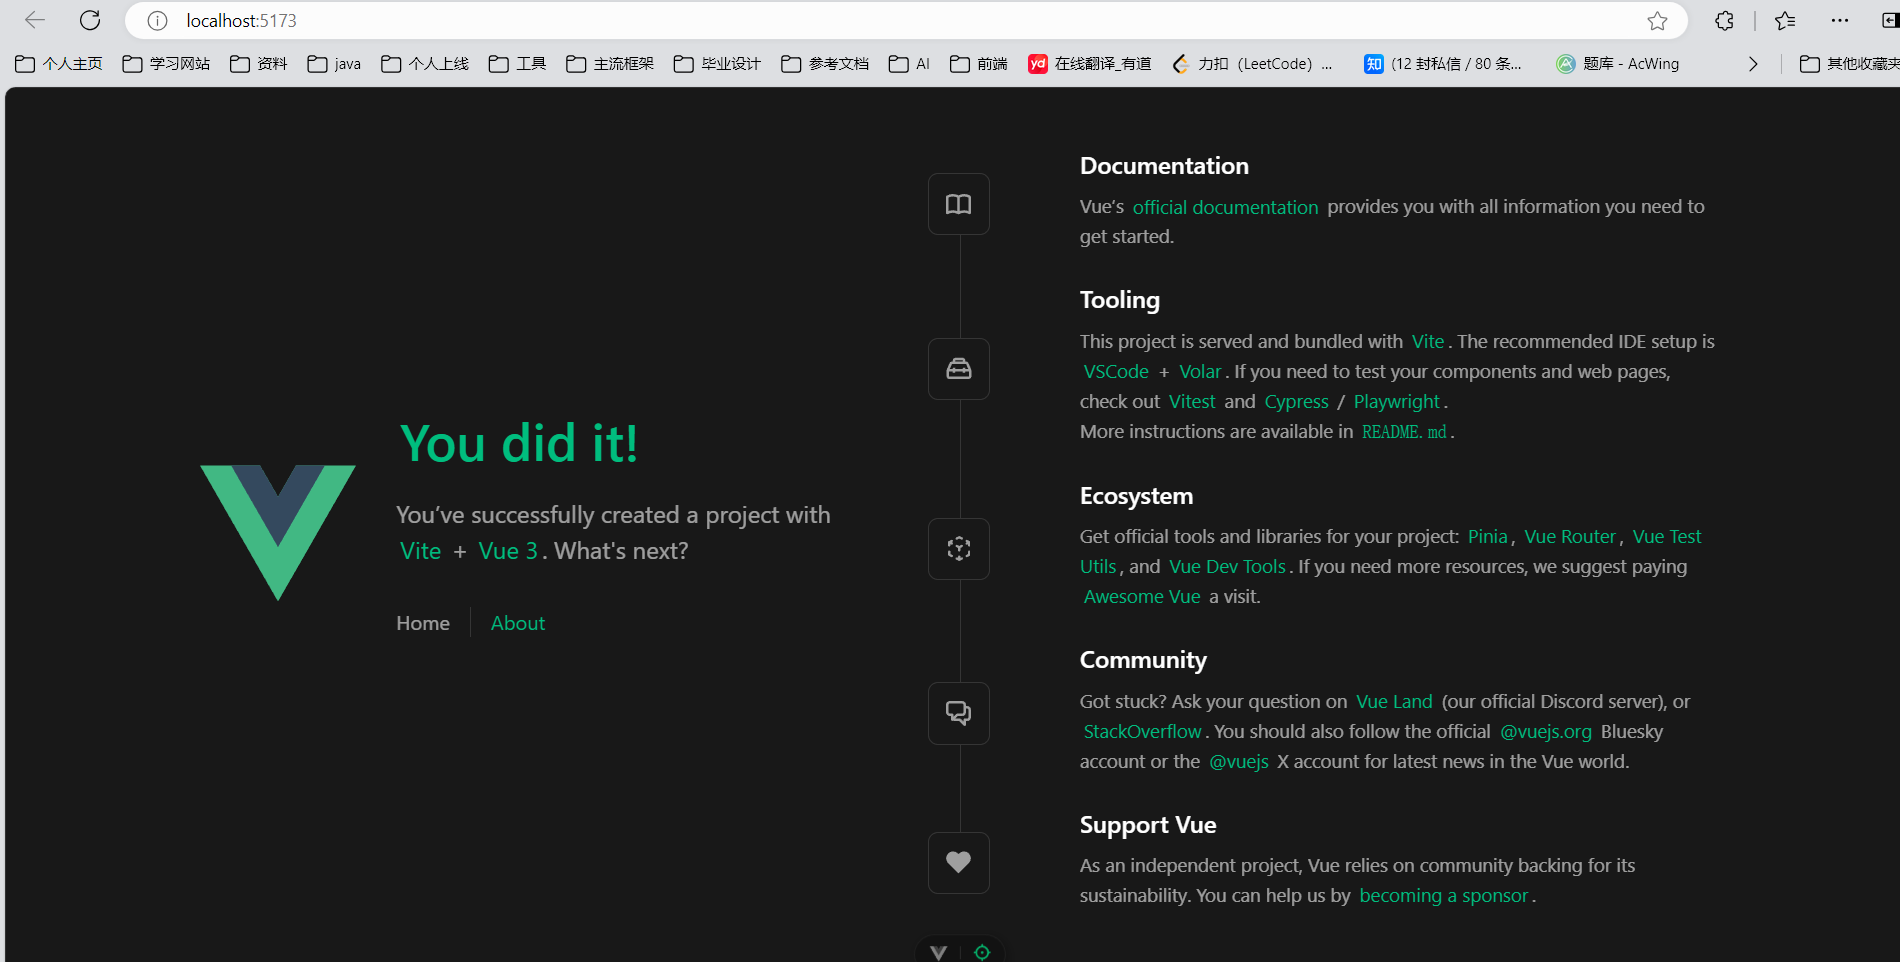 localhost:5173
个人主页 学习网站 资料 java 个人上线 工具 主流框架 毕业设计 参考文档 AI 前端 yd 在线翻译_有道 力扣（LeetCode）... 知 (12 封私信 / 80 条... 题库 - AcWing 其他收藏夹
You did it!
You’ve successfully created a project with
Vite + Vue 3. What's next?
Home About
Documentation
Vue’s official documentation provides you with all information you need to
get started.
Tooling
This project is served and bundled with Vite. The recommended IDE setup is
VSCode + Volar. If you need to test your components and web pages,
check out Vitest and Cypress / Playwright.
More instructions are available in README.md.
Ecosystem
Get official tools and libraries for your project: Pinia, Vue Router, Vue Test
Utils, and Vue Dev Tools. If you need more resources, we suggest paying
Awesome Vue a visit.
Community
Got stuck? Ask your question on Vue Land (our official Discord server), or
StackOverflow. You should also follow the official @vuejs.org Bluesky
account or the @vuejs X account for latest news in the Vue world.
Support Vue
As an independent project, Vue relies on community backing for its
sustainability. You can help us by becoming a sponsor.